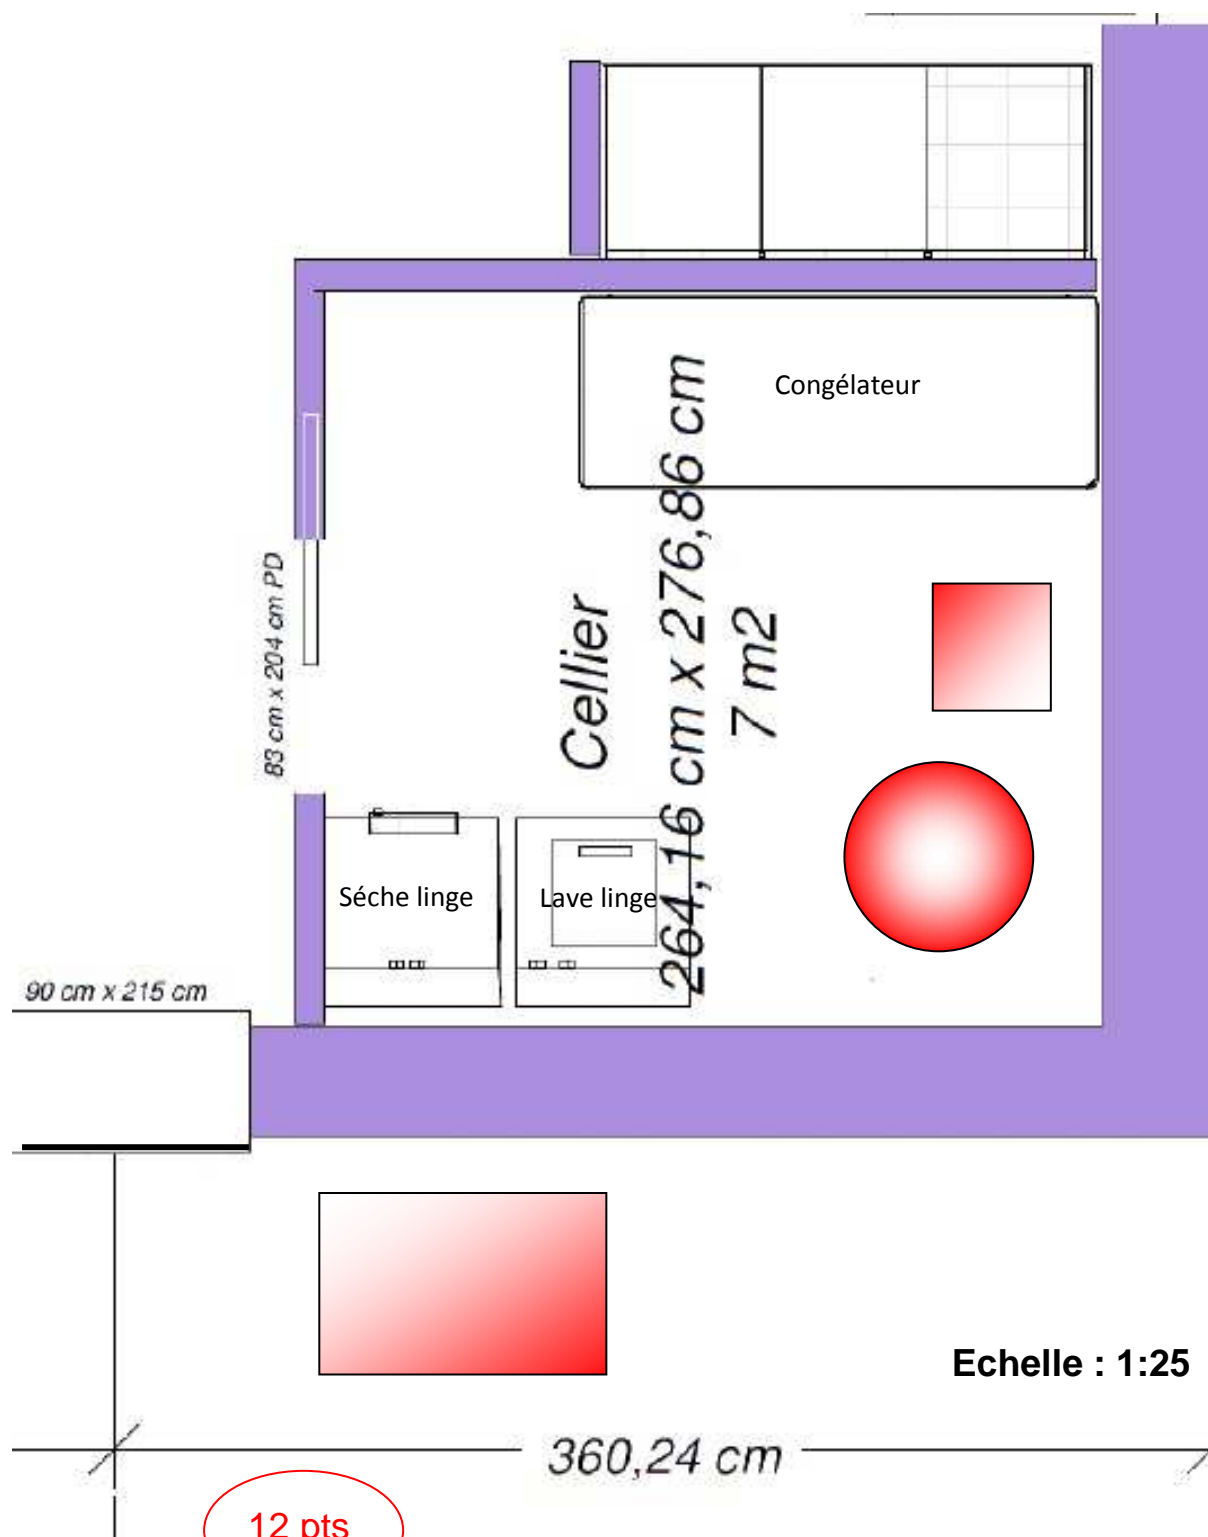 Congélateur
83 cm x 204 cm PD
Cellier
264,16 cm x 276,86 cm
7 m2
Séche linge
Lave linge
90 cm x 215 cm
Echelle : 1:25
360,24 cm
12 pts